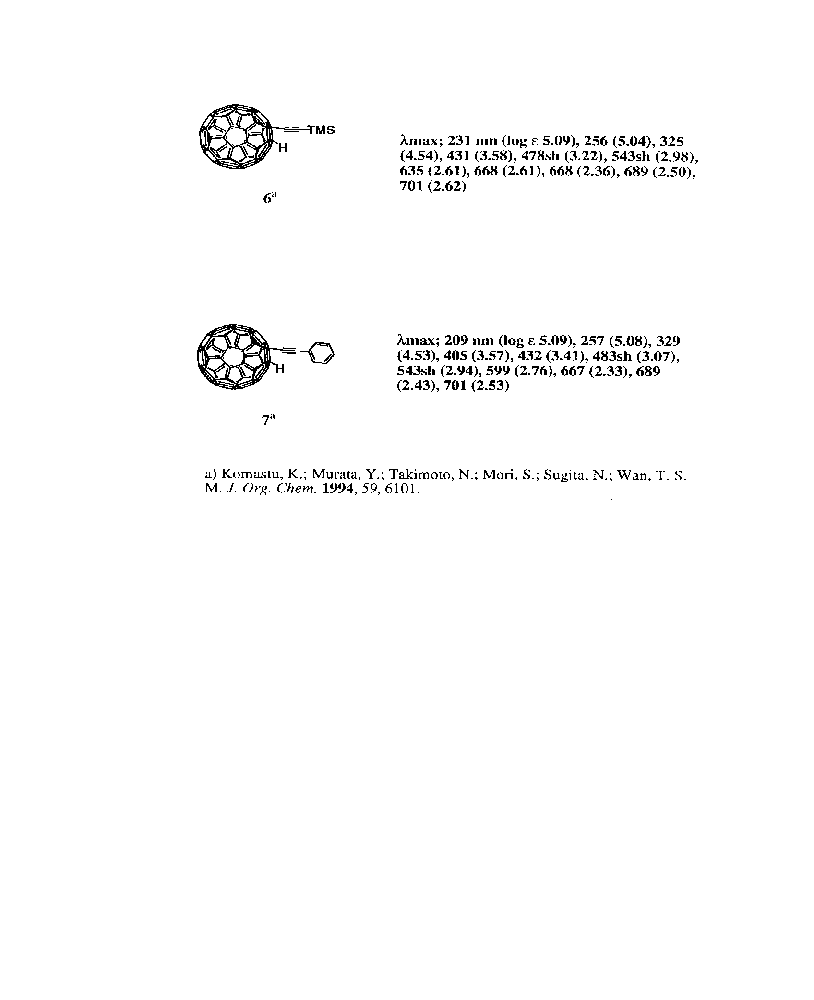 TMS
H
6a
λmax; 231 nm (log ε 5.09), 256 (5.04), 325
(4.54), 431 (3.58), 478sh (3.22), 543sh (2.98),
635 (2.61), 668 (2.61), 668 (2.36), 689 (2.50),
701 (2.62)
H
7a
λmax; 209 nm (log ε 5.09), 257 (5.08), 329
(4.53), 405 (3.57), 432 (3.41), 483sh (3.07),
543sh (2.94), 599 (2.76), 667 (2.33), 689
(2.43), 701 (2.53)
a) Komastu, K.; Murata, Y.; Takimoto, N.; Mori, S.; Sugita, N.; Wan, T. S.
M. J. Org. Chem. 1994, 59, 6101.